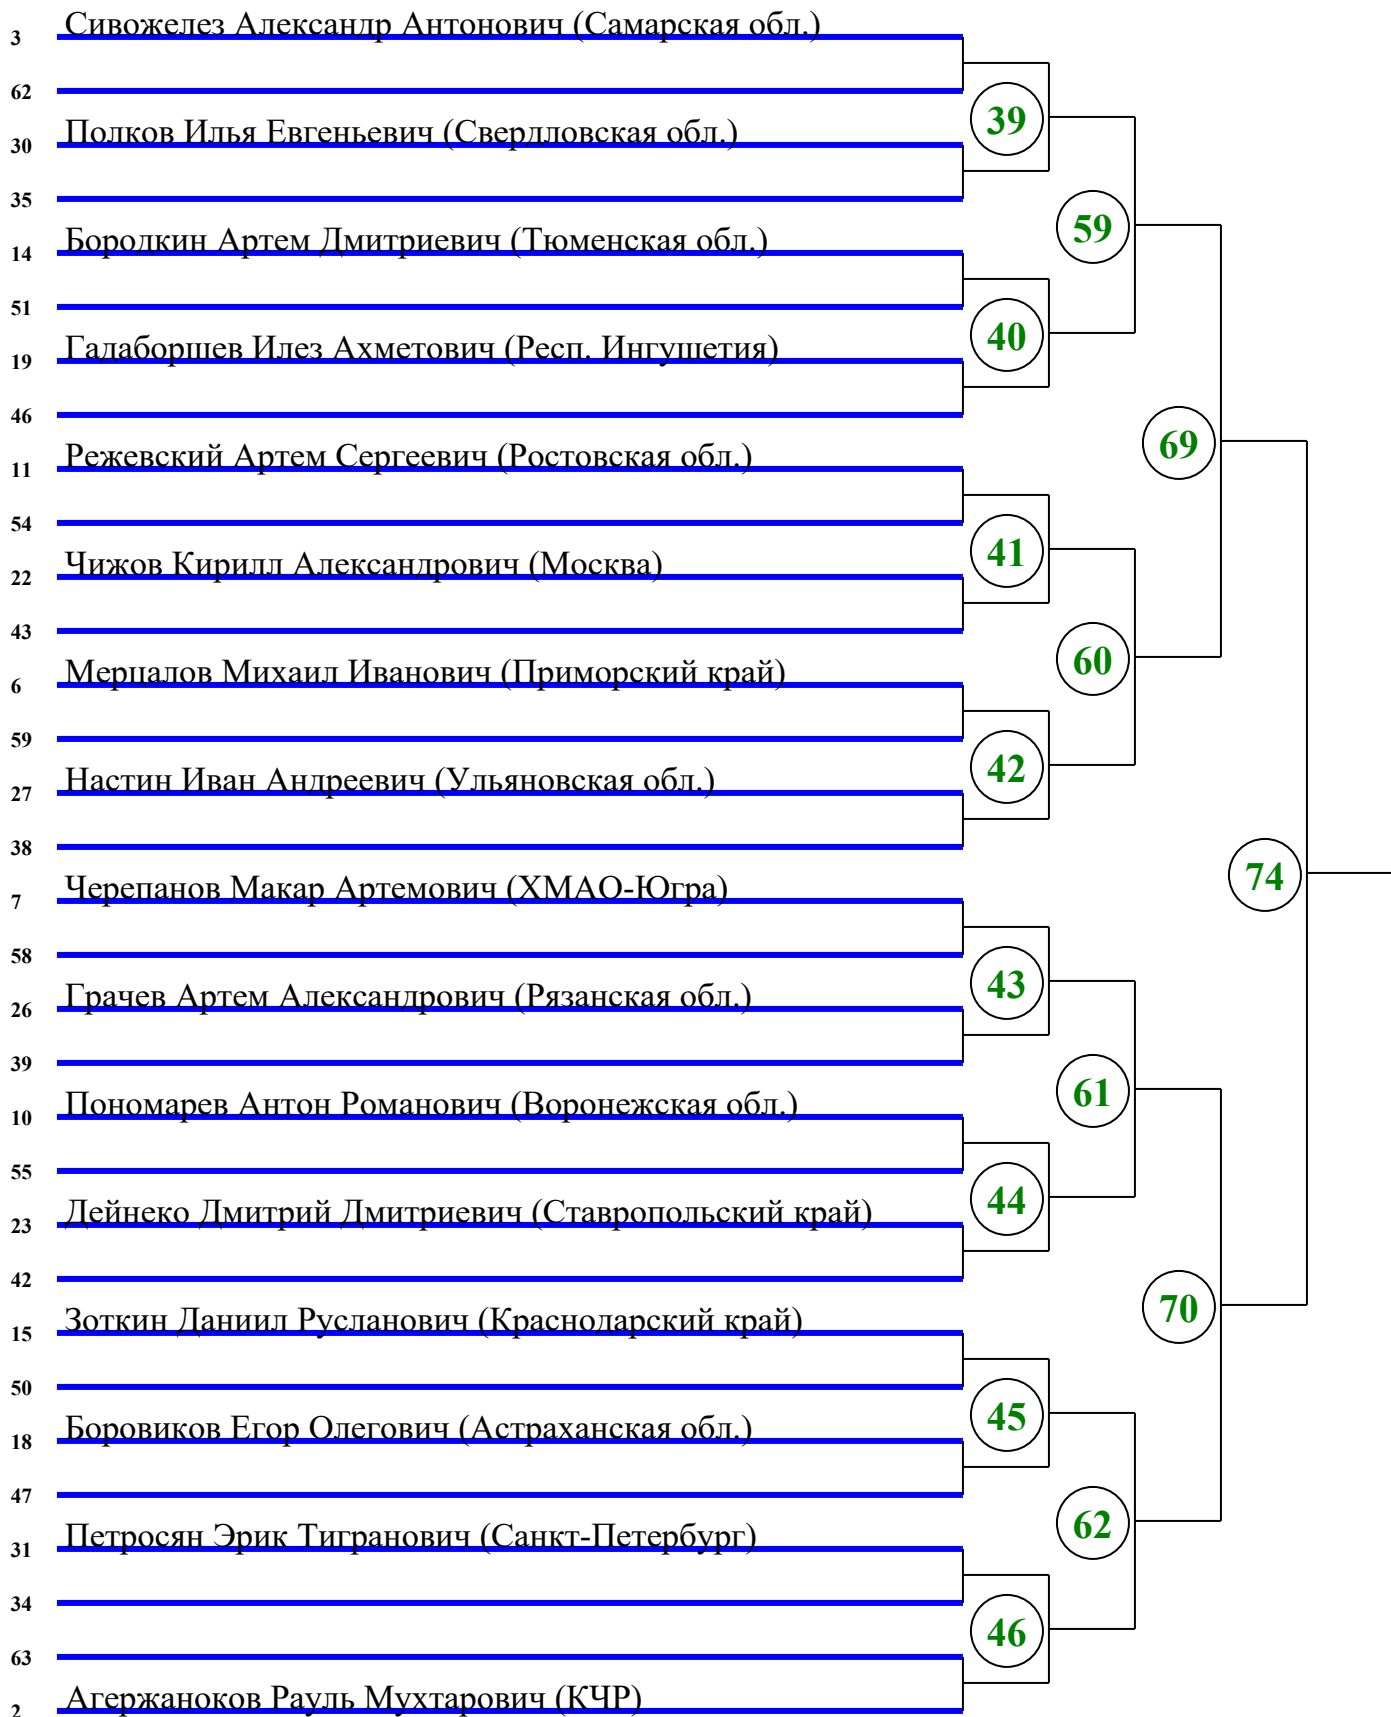 3 Сивожелез Александр Антонович (Самарская обл.)
62
39
30 Полков Илья Евгеньевич (Свердловская обл.)
35
59
14 Бородкин Артем Дмитриевич (Тюменская обл.)
51
40
19 Гадаборшев Илез Ахметович (Респ. Ингушетия)
46
69
11 Режевский Артем Сергеевич (Ростовская обл.)
54
41
22 Чижов Кирилл Александрович (Москва)
43
60
6 Мерцалов Михаил Иванович (Приморский край)
59
42
27 Настин Иван Андреевич (Ульяновская обл.)
38
74
7 Черепанов Макар Артемович (ХМАО-Югра)
58
43
26 Грачев Артем Александрович (Рязанская обл.)
39
61
10 Пономарев Антон Романович (Воронежская обл.)
55
44
23 Дейнеко Дмитрий Дмитриевич (Ставропольский край)
42
70
15 Зоткин Даниил Русланович (Краснодарский край)
50
45
18 Боровиков Егор Олегович (Астраханская обл.)
47
62
31 Петросян Эрик Тигранович (Санкт-Петербург)
34
46
63
2 Агержаноков Рауль Мухтарович (КЧР)